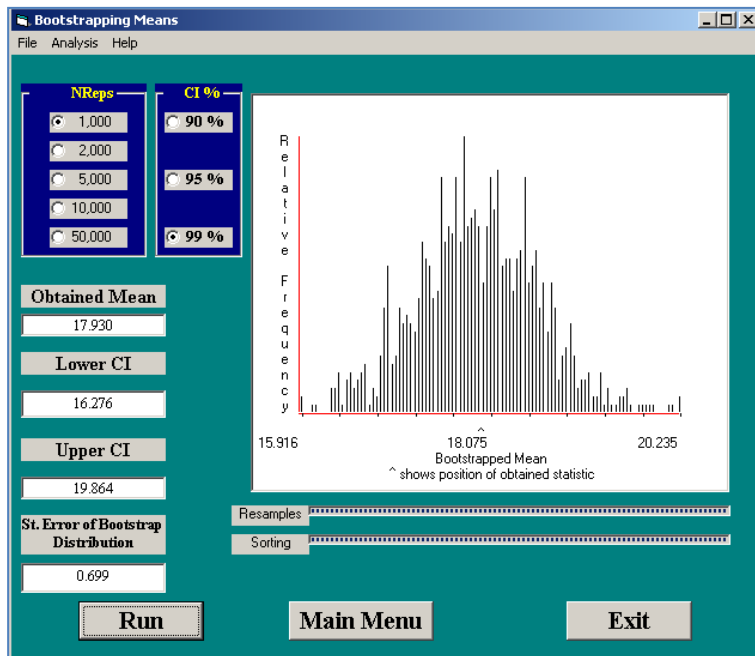 Bootstrapping Means
File Analysis Help
NReps
1,000
2,000
5,000
10,000
50,000
CI %
90 %
95 %
99 %
Relative Frequency
15.916 18.075 20.235
^
Bootstrapped Mean
^ shows position of obtained statistic
Obtained Mean
17.930
Lower CI
16.276
Upper CI
19.864
St. Error of Bootstrap
Distribution
0.699
Resamples
Sorting
Run Main Menu Exit